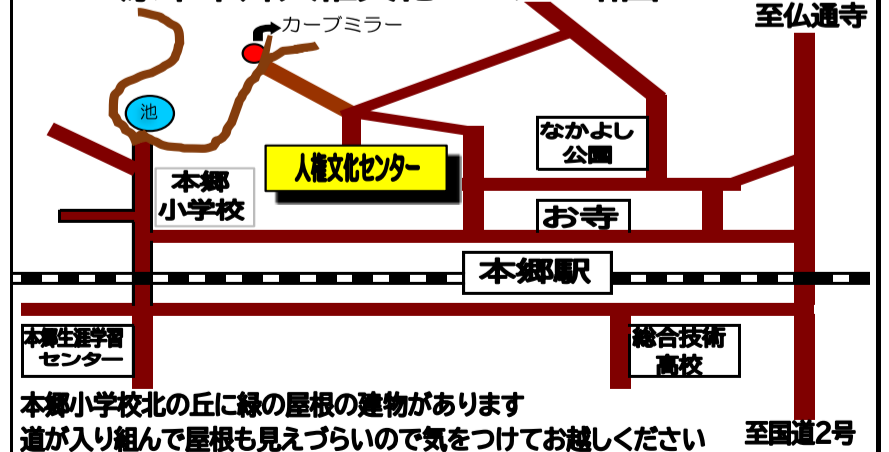 至仏通寺
カーブミラー
池
なかよし
公園
人権文化センター
本郷
小学校
お寺
本郷駅
本郷生涯学習
センター
総合技術
高校
本郷小学校北の丘に緑の屋根の建物があります
道が入り組んで屋根も見えづらいので気をつけてお越しください
至国道2号